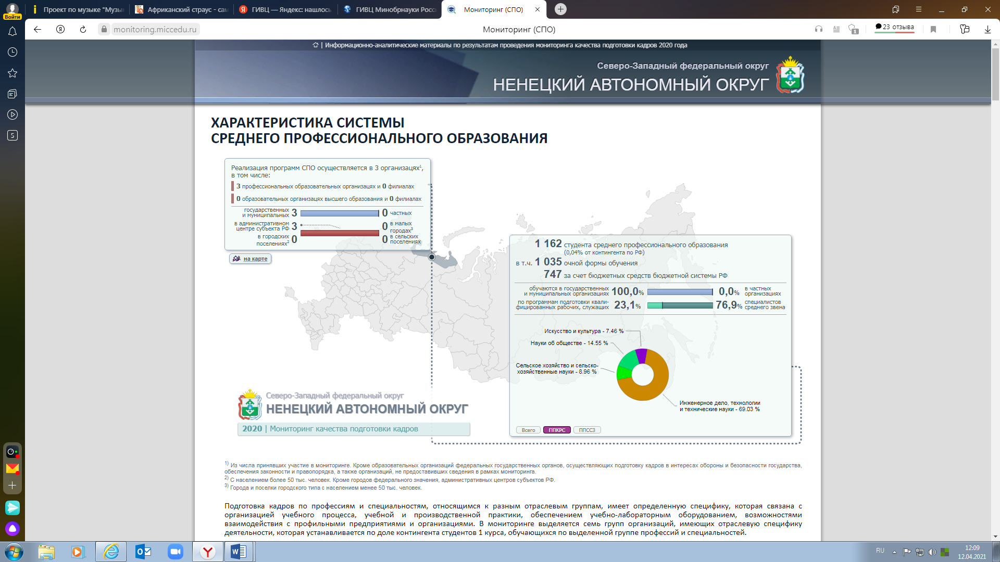 Проект по музыке "Музык
Африканский страус - сам
ГИВЦ — Яндекс: нашлось
ГИВЦ Минобрнауки Росс
Мониторинг (СПО)
Войти
monitoring.miccedu.ru
Мониторинг (СПО)
23 отзыва
1
5
| Информационно-аналитические материалы по результатам проведения мониторинга качества подготовки кадров 2020 года
Северо-Западный федеральный округ
НЕНЕЦКИЙ АВТОНОМНЫЙ ОКРУГ
ХАРАКТЕРИСТИКА СИСТЕМЫ
СРЕДНЕГО ПРОФЕССИОНАЛЬНОГО ОБРАЗОВАНИЯ
Реализация программ СПО осуществляется в 3 организацях1,
в том числе:
3 профессиональных образовательных организацях и 0 филиалах
0 образовательных организацях высшего образования и 0 филиалах
государственных
и муниципальных 3 0 частных
в административном
центре субъекта РФ 3 0 в малых
городах3
в городских
поселениях2 0 0 в сельских
поселениях
на карте
1 162 студента среднего профессионального образования
(0,04% от контингента по РФ)
в т.ч. 1 035 очной формы обучения
747 за счет бюджетных средств бюджетной системы РФ
обучаются в государственных
и муниципальных организациях 100,0% 0,0% в частных
организациях
по программам подготовки квали-
фицированных рабочих, служащих 23,1% 76,9% специалистов
среднего звена
Искусство и культура - 7.46 %
Науки об обществе - 14.55 %
Сельское хозяйство и сельско-
хозяйственные науки - 8.96 %
Инженерное дело, технологии
и технические науки - 69.03 %
Всего ППКРС ППССЗ
Северо-Западный федеральный округ
НЕНЕЦКИЙ АВТОНОМНЫЙ ОКРУГ
2020 | Мониторинг качества подготовки кадров
1) Из числа принявших участие в мониторинге. Кроме образовательных организаций федеральных государственных органов, осуществляющих подготовку кадров в интересах обороны и безопасности государства,
обеспечения законности и правопорядка, а также организаций, не предоставивших сведения в рамках мониторинга.
2) С населением более 50 тыс. человек. Кроме городов федерального значения, административных центров субъектов РФ.
3) Города и поселки городского типа с населением менее 50 тыс. человек.
Подготовка кадров по профессиям и специальностям, относящимся к разным отраслевым группам, имеет определенную специфику, которая связана с
организацией учебного процесса, учебной и производственной практики, обеспечением учебно-лабораторным оборудованием, возможностями
взаимодействия с профильными предприятиями и организациями. В мониторинге выделяется семь групп организаций, имеющих отраслевую специфику
деятельности, которая устанавливается по доле контингента студентов 1 курса, обучающихся по выделенной группе профессий и специальностей.
RU
12:09
12.04.2021